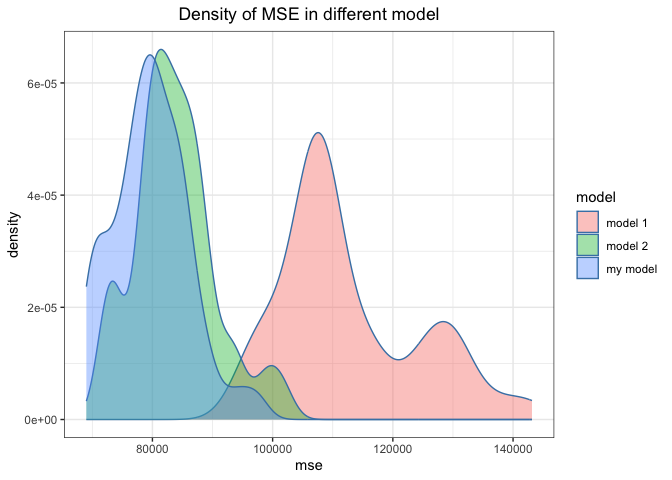 Density of MSE in different model
6e-05
4e-05
2e-05
0e+00
density
80000 100000 120000 140000
mse
model
model 1
model 2
my model